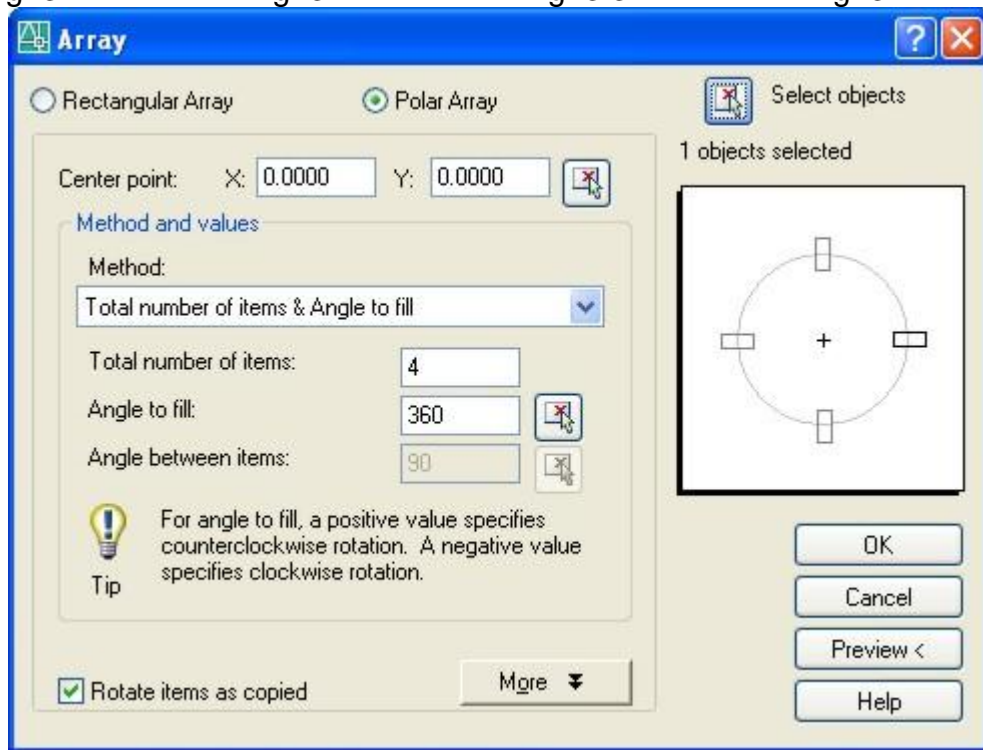 Array
Rectangular Array
Polar Array
Select objects
1 objects selected
Center point: X: 0.0000 Y: 0.0000
Method and values
Method:
Total number of items & Angle to fill
Total number of items: 4
Angle to fill: 360
Angle between items: 90
For angle to fill, a positive value specifies
counterclockwise rotation. A negative value
specifies clockwise rotation.
Tip
OK
Cancel
Preview <
Help
Rotate items as copied
More